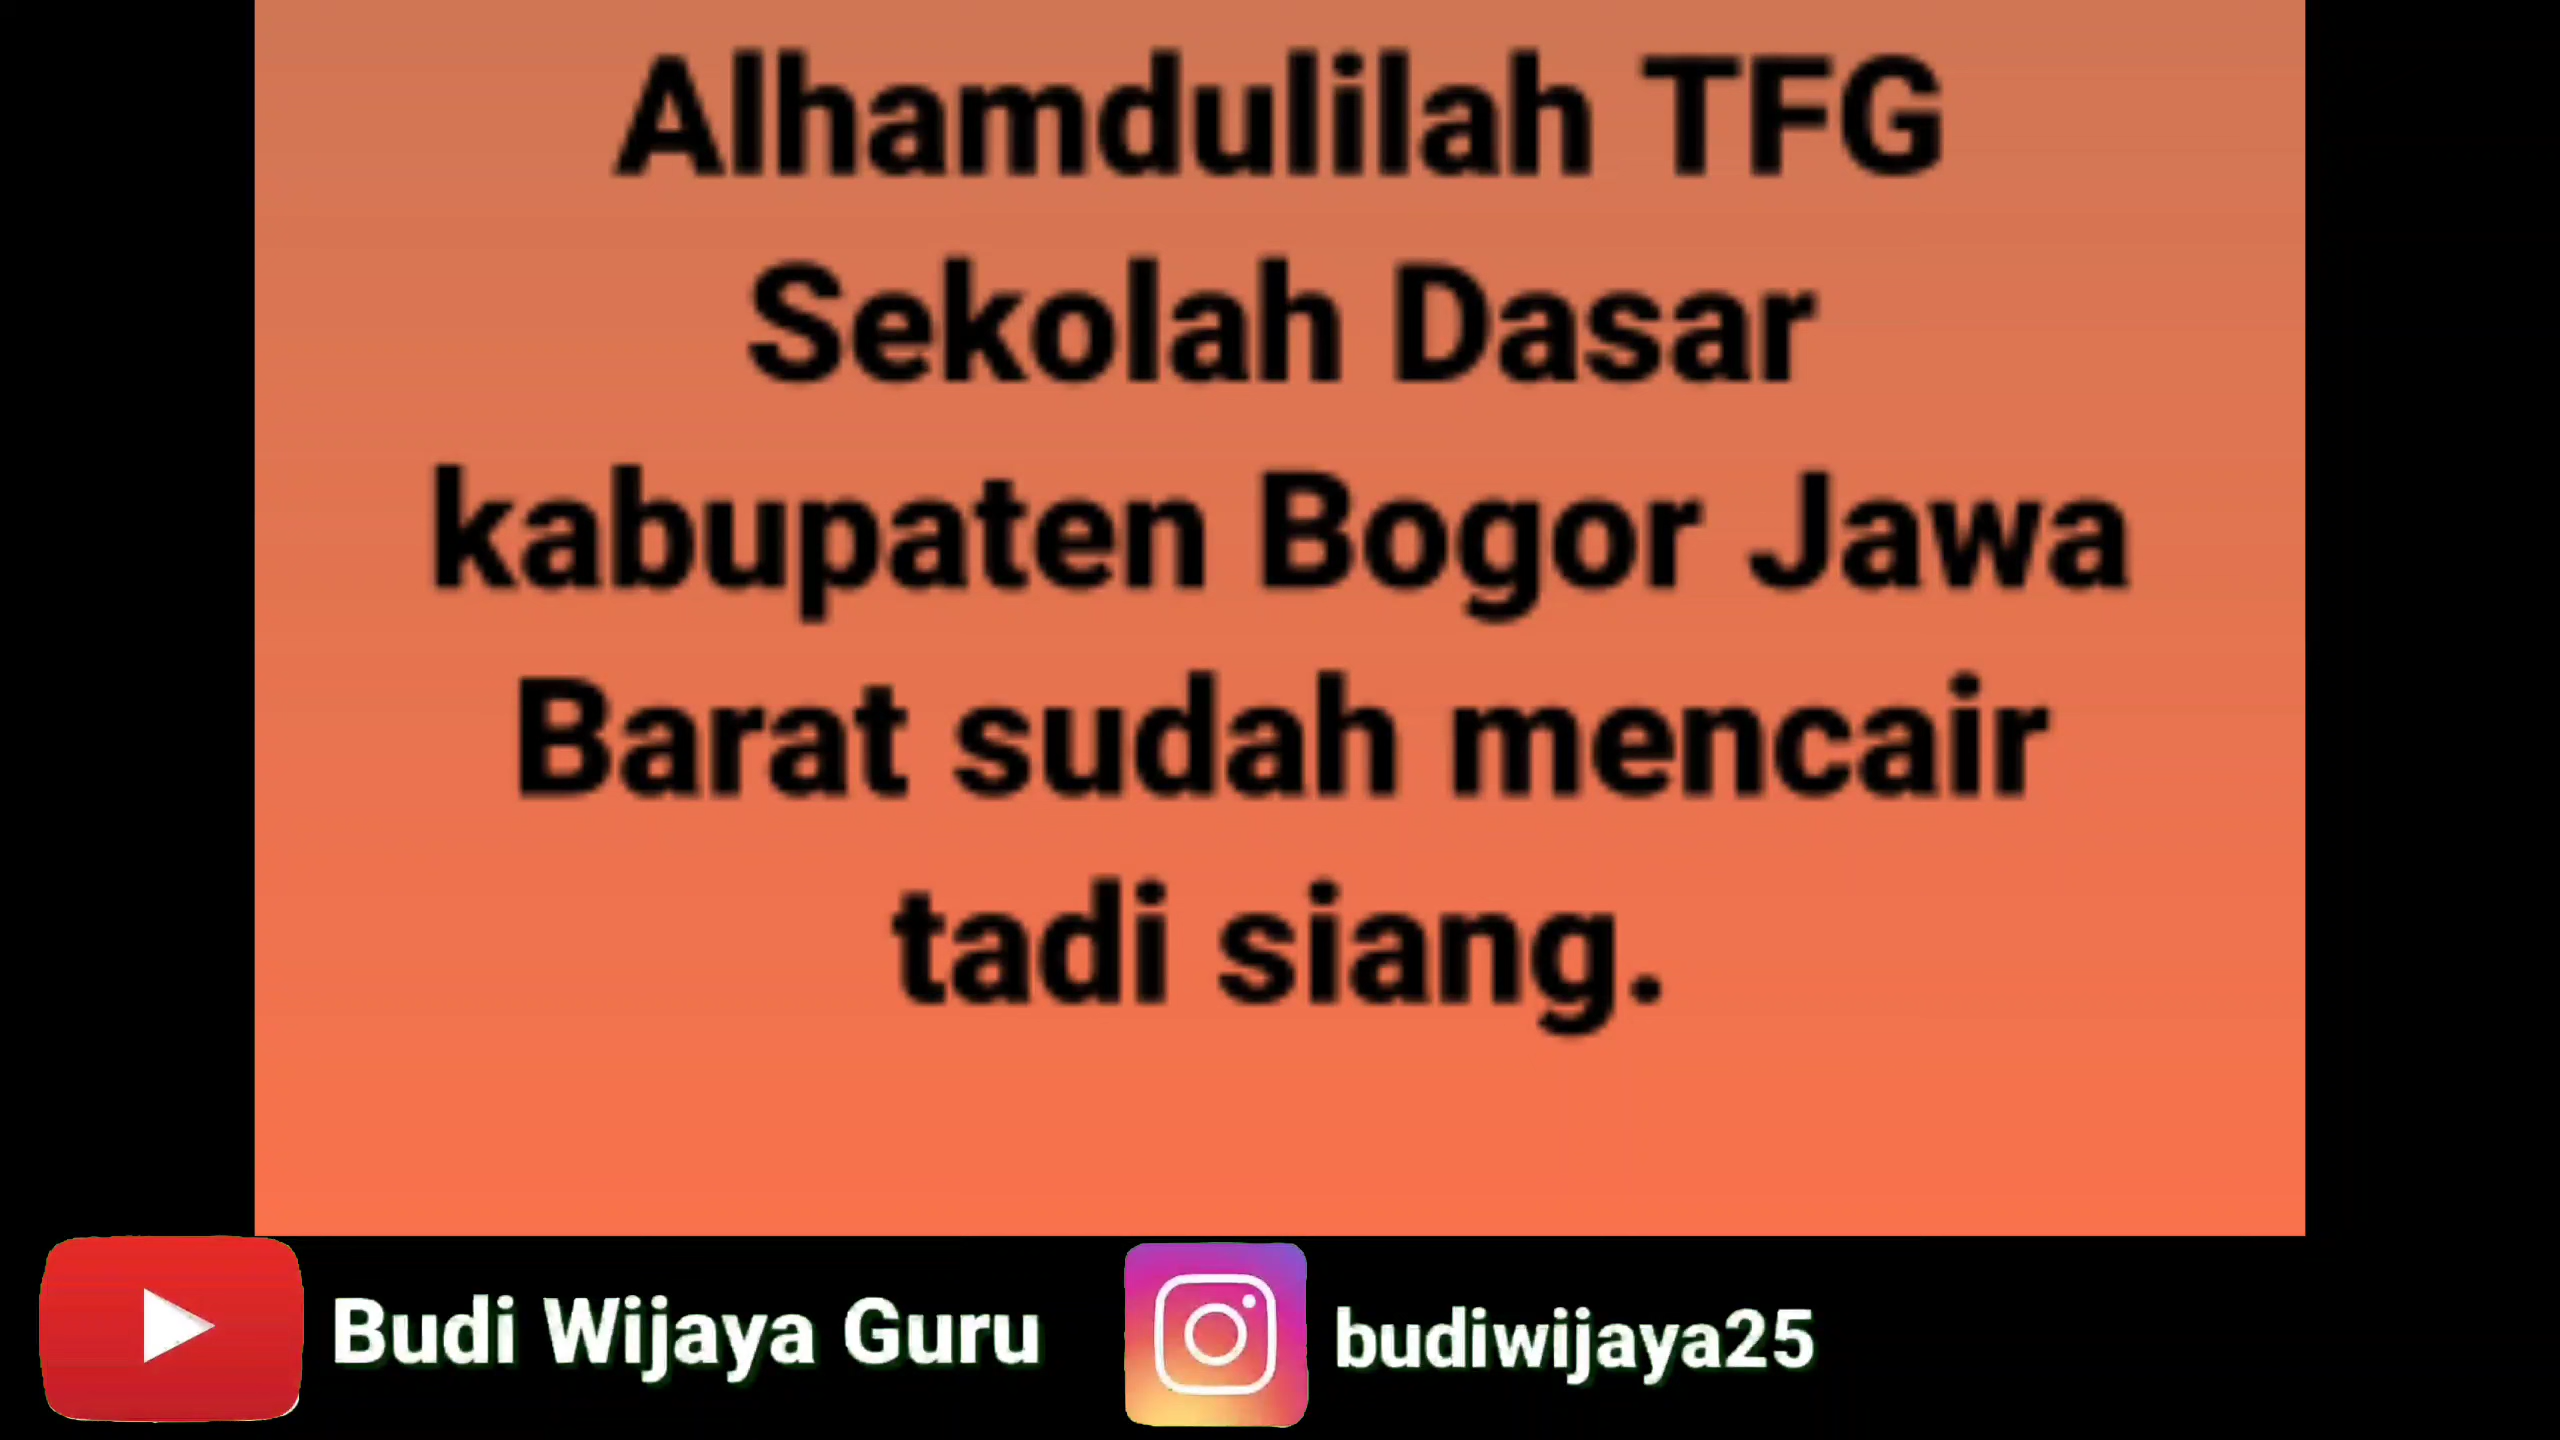 Alhamdulilah TFG
Sekolah Dasar
kabupaten Bogor Jawa
Barat sudah mencair
tadi siang.
Budi Wijaya Guru
budiwijaya25